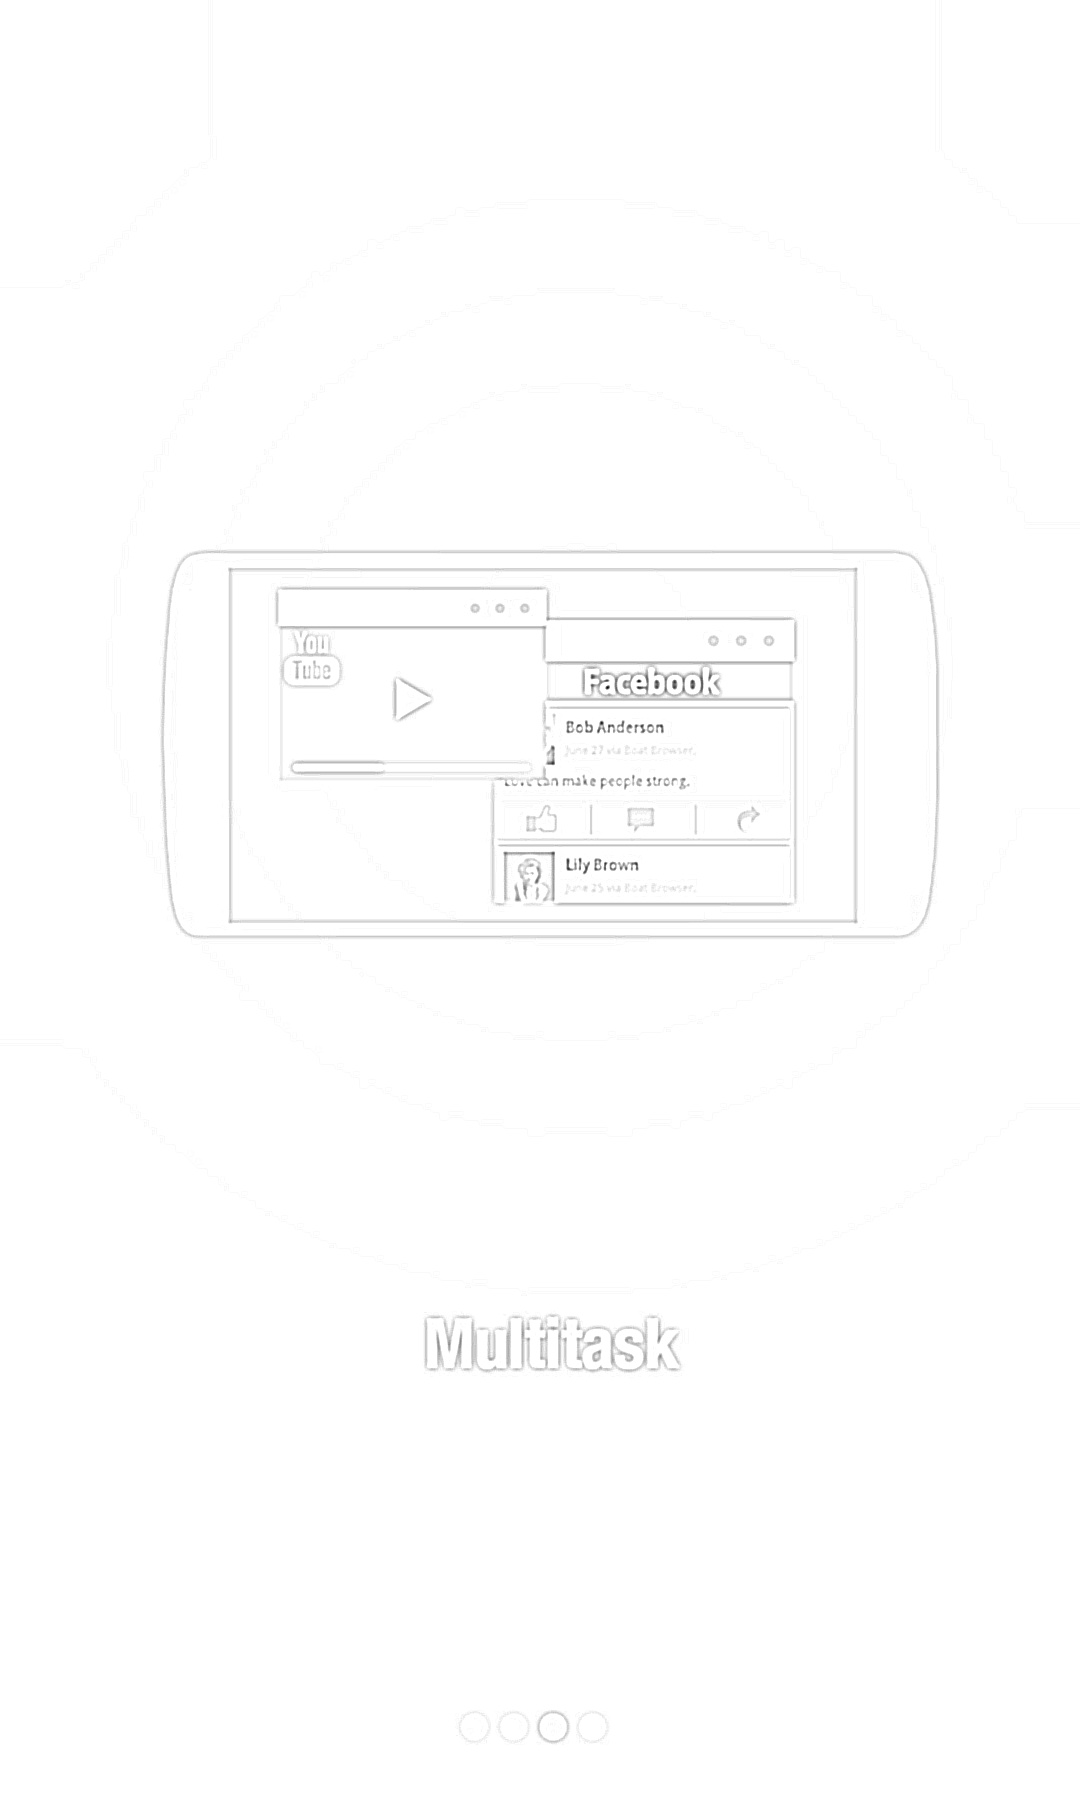 You
Tube
Facebook
Bob Anderson
June 27 via Boat Browser.
Love can make people strong.
Lily Brown
June 25 via Boat Browser.
Multitask